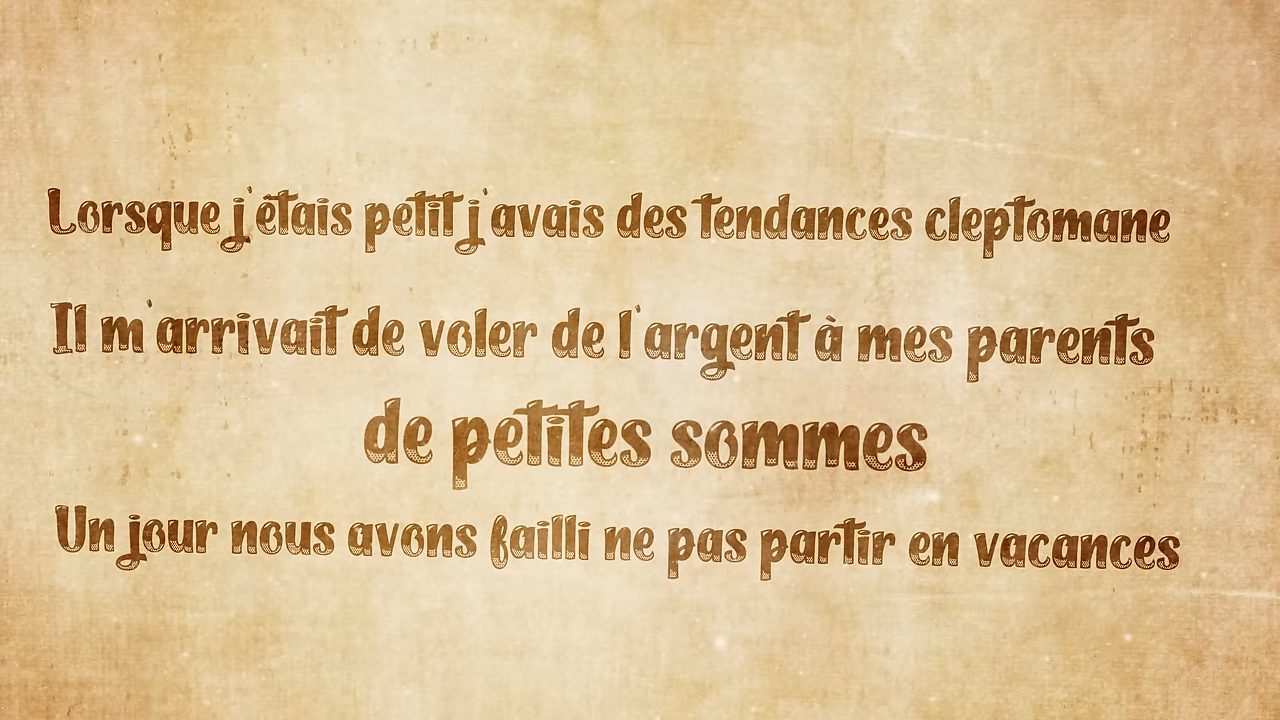 Lorsque j'étais petit j'avais des tendances cleptomane
Il m'arrivait de voler de l'argent à mes parents
de petites sommes
Un jour nous avons failli ne pas partir en vacances